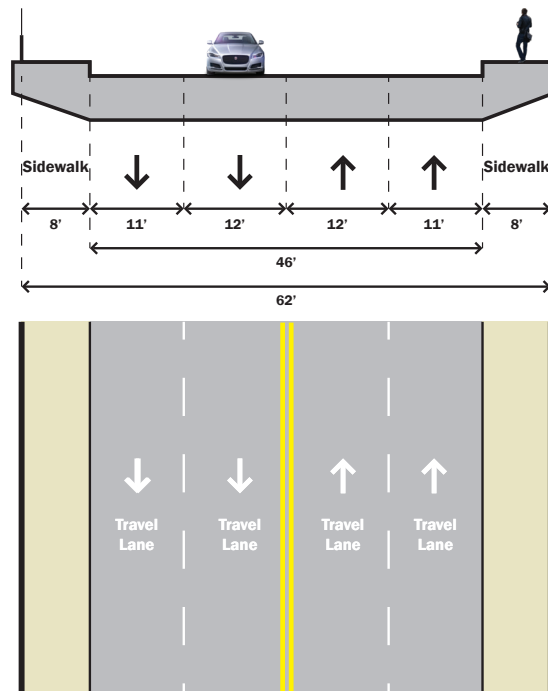 Sidewalk
Sidewalk
8’
11’
12’
12’
11’
8’
46’
62’
Travel
Lane
Travel
Lane
Travel
Lane
Travel
Lane